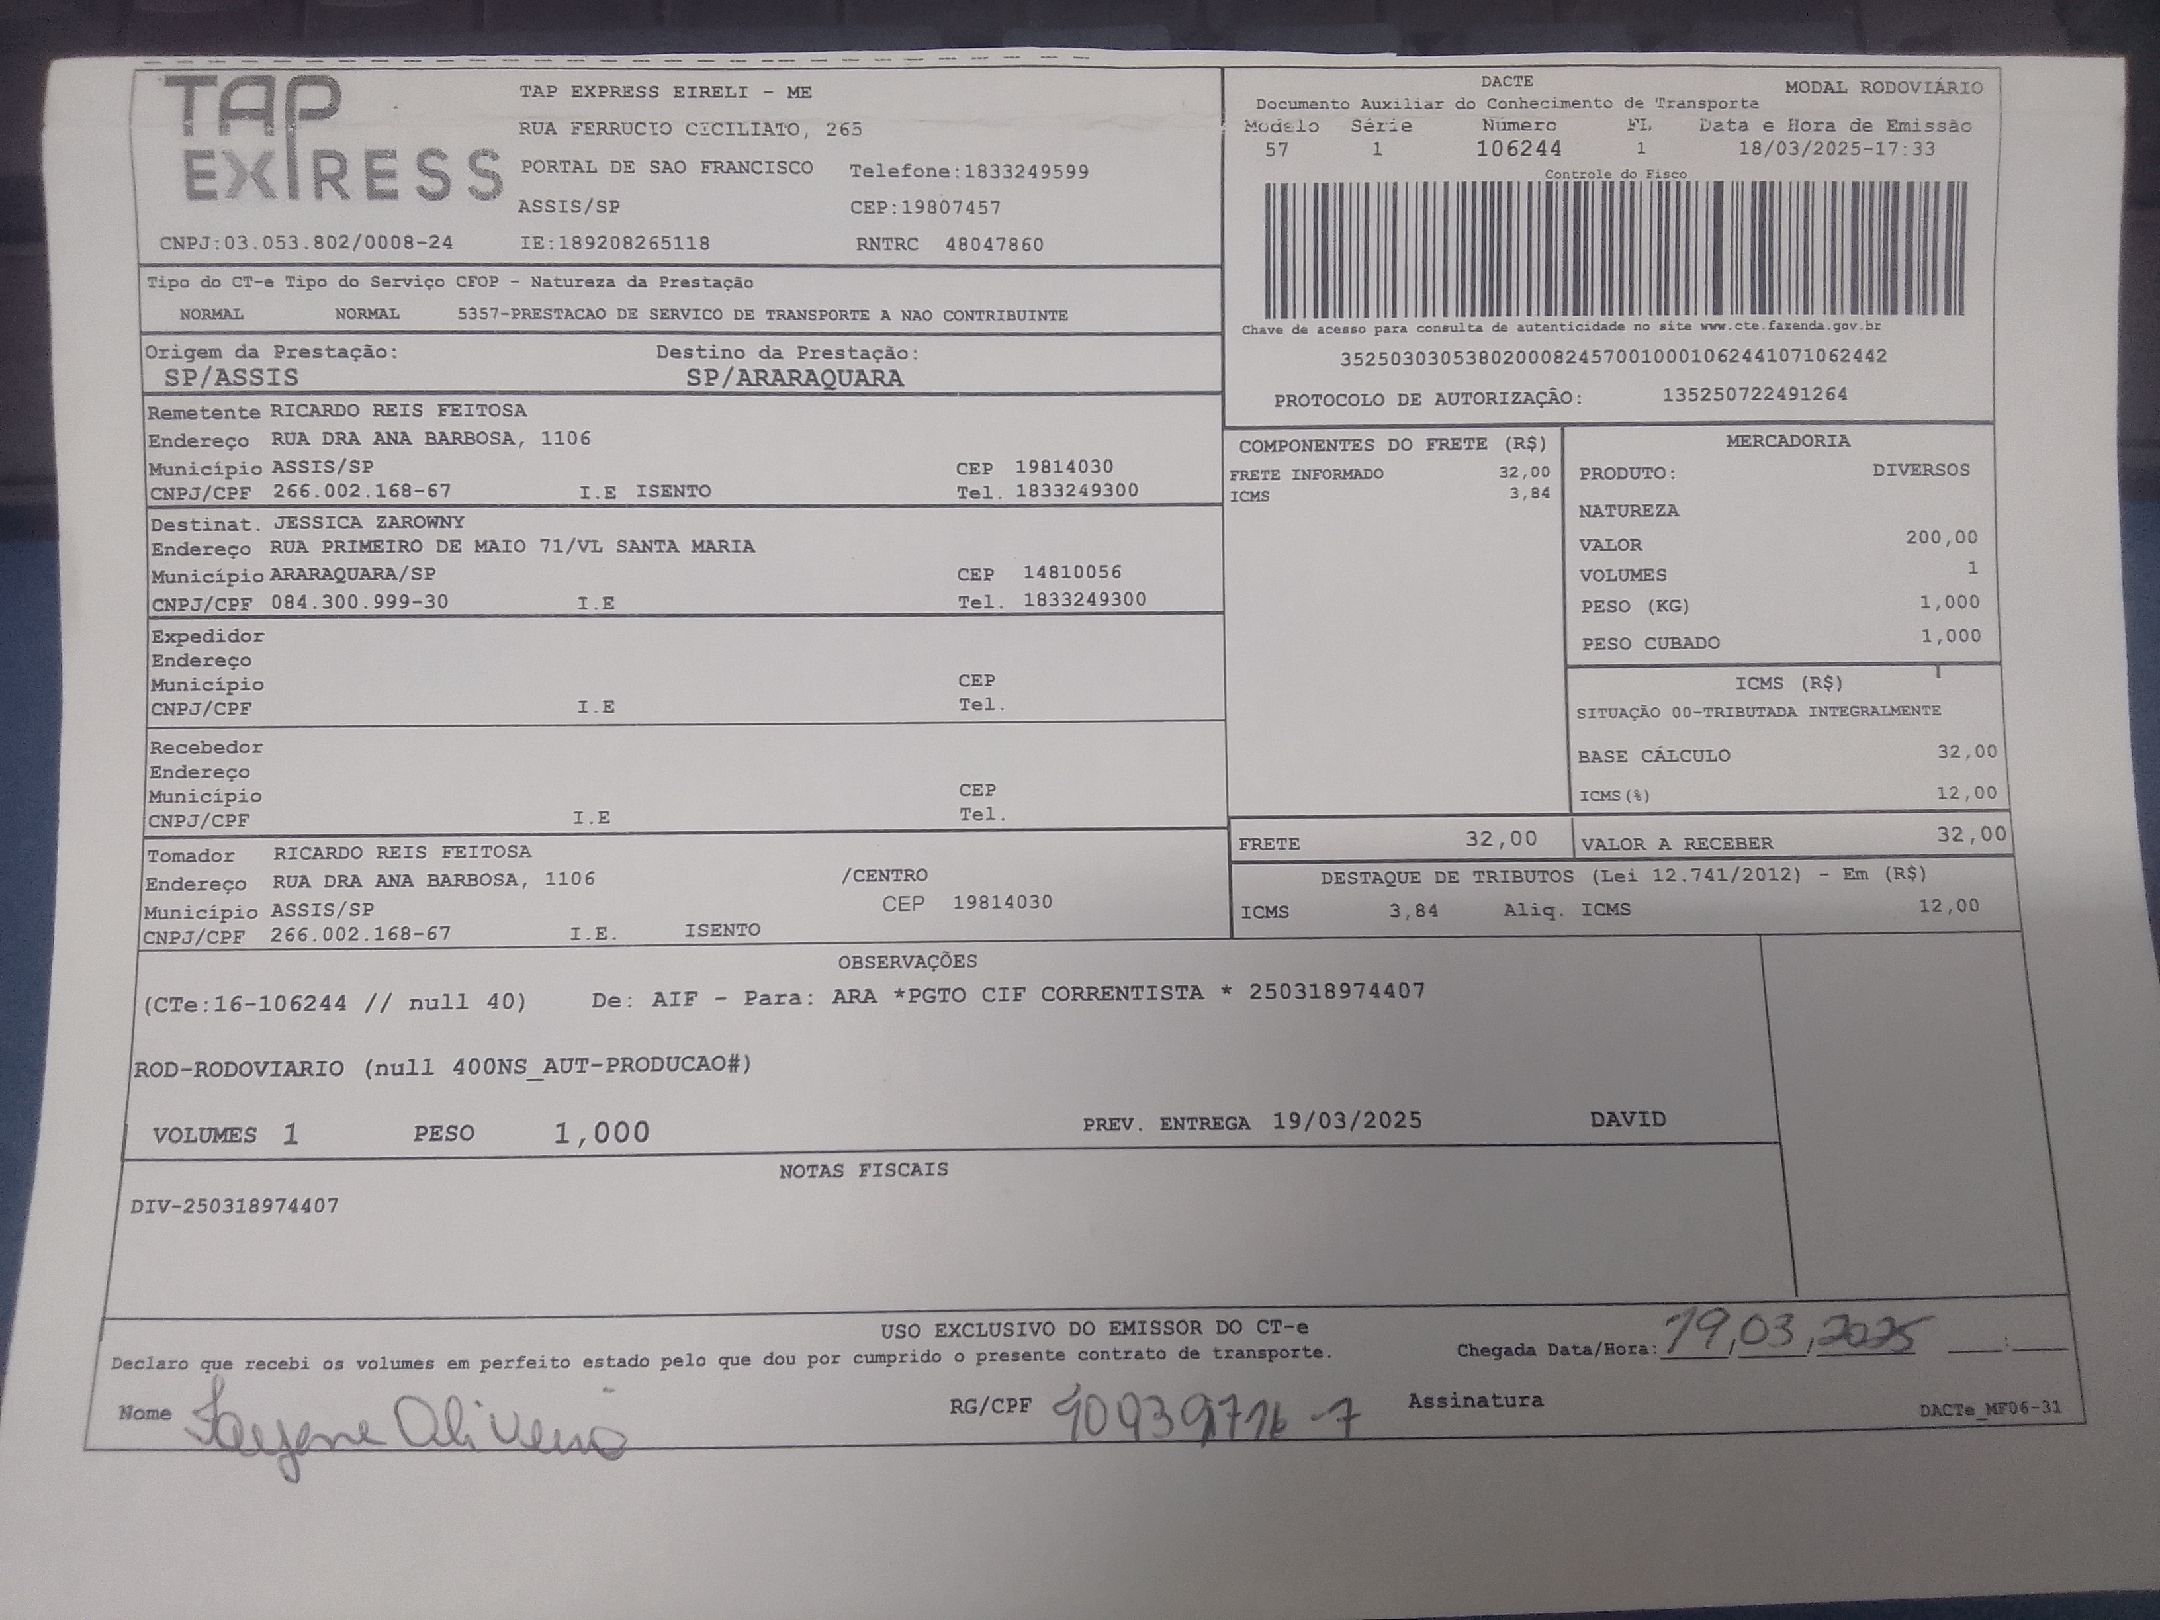 TAP
EXPRESS
TAP EXPRESS EIRELI - ME
RUA FERRUCIO CICILIATO, 265
PORTAL DE SAO FRANCISCO Telefone:1833249599
ASSIS/SP CEP:19807457
CNPJ:03.053.802/0008-24 IE:189208265118 RNTRC 48047860
DACTE MODAL RODOVIÁRIO
Documento Auxiliar do Conhecimento de Transporte
Modelo Série Número FL Data e Hora de Emissão
57 1 106244 1 18/03/2025-17:33
Controle do Fisco
Chave de acesso para consulta de autenticidade no site www.cte.fazenda.gov.br
35250303053802000824570010001062441071062442
PROTOCOLO DE AUTORIZAÇÃO: 135250722491264
Tipo do CT-e Tipo do Serviço CFOP - Natureza da Prestação
NORMAL NORMAL 5357-PRESTACAO DE SERVICO DE TRANSPORTE A NAO CONTRIBUINTE
Origem da Prestação: Destino da Prestação:
SP/ASSIS SP/ARARAQUARA
Remetente RICARDO REIS FEITOSA
Endereço RUA DRA ANA BARBOSA, 1106
Município ASSIS/SP CEP 19814030
CNPJ/CPF 266.002.168-67 I.E ISENTO Tel. 1833249300
Destinat. JESSICA ZAROWNY
Endereço RUA PRIMEIRO DE MAIO 71/VL SANTA MARIA
Município ARARAQUARA/SP CEP 14810056
CNPJ/CPF 084.300.999-30 I.E Tel. 1833249300
Expedidor
Endereço
Município CEP
CNPJ/CPF I.E Tel.
Recebedor
Endereço
Município CEP
CNPJ/CPF I.E Tel.
Tomador RICARDO REIS FEITOSA
Endereço RUA DRA ANA BARBOSA, 1106 /CENTRO
Município ASSIS/SP CEP 19814030
CNPJ/CPF 266.002.168-67 I.E. ISENTO
COMPONENTES DO FRETE (R$)
FRETE INFORMADO 32,00
ICMS 3,84
MERCADORIA
PRODUTO: DIVERSOS
NATUREZA
VALOR 200,00
VOLUMES 1
PESO (KG) 1,000
PESO CUBADO 1,000
ICMS (R$)
SITUAÇÃO 00-TRIBUTADA INTEGRALMENTE
BASE CÁLCULO 32,00
ICMS(%) 12,00
FRETE 32,00 VALOR A RECEBER 32,00
DESTAQUE DE TRIBUTOS (Lei 12.741/2012) - Em (R$)
ICMS 3,84 Aliq. ICMS 12,00
OBSERVAÇÕES
(CTe:16-106244 // null 40) De: AIF - Para: ARA *PGTO CIF CORRENTISTA * 250318974407
ROD-RODOVIARIO (null 400NS_AUT-PRODUCAO#)
VOLUMES 1 PESO 1,000 PREV. ENTREGA 19/03/2025 DAVID
NOTAS FISCAIS
DIV-250318974407
USO EXCLUSIVO DO EMISSOR DO CT-e
Declaro que recebi os volumes em perfeito estado pelo que dou por cumprido o presente contrato de transporte. Chegada Data/Hora: 19,03,2025
Nome Oliveira RG/CPF Assinatura DACTe_MF06-31